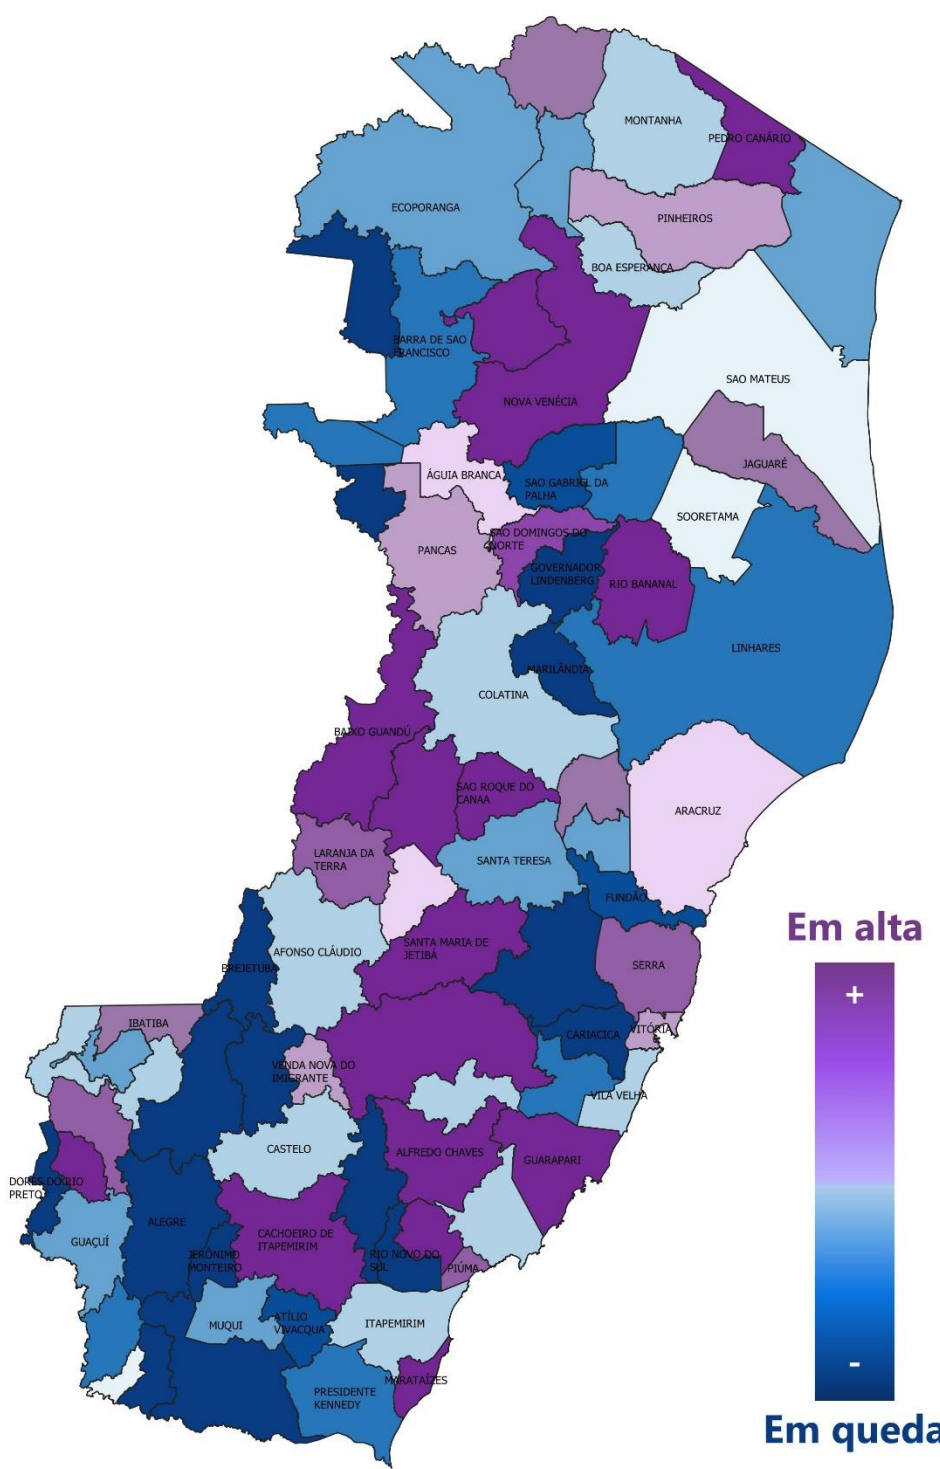 MONTANHA
PEDRO CANÁRIO
ECOPORANGA
PINHEIROS
BOA ESPERANÇA
BARRA DE SAO
FRANCISCO
SAO MATEUS
NOVA VENÉCIA
JAGUARÉ
ÁGUIA BRANCA
SAO GABRIEL DA
PALHA
SOORETAMA
SAO DOMINGOS DO
NORTE
PANCAS
GOVERNADOR
LINDENBERG
RIO BANANAL
LINHARES
MARILÂNDIA
COLATINA
BAIXO GUANDÚ
SAO ROQUE DO
CANAA
ARACRUZ
LARANJA DA
TERRA
SANTA TERESA
FUNDÃO
Em alta
+
-
Em queda
SANTA MARIA DE
JETIBÁ
AFONSO CLÁUDIO
SERRA
BREJETUBA
IBATIBA
CARIACICA
VITÓRIA
VENDA NOVA DO
IMIGRANTE
VILA VELHA
CASTELO
ALFREDO CHAVES
GUARAPARI
DORES DO RIO
PRETO
ALEGRE
CACHOEIRO DE
ITAPEMIRIM
GUAÇUÍ
JERÔNIMO
MONTEIRO
RIO NOVO DO
SUL
PIÚMA
MUQUI
ATÍLIO
VIVACQUA
ITAPEMIRIM
MARATAÍZES
PRESIDENTE
KENNEDY